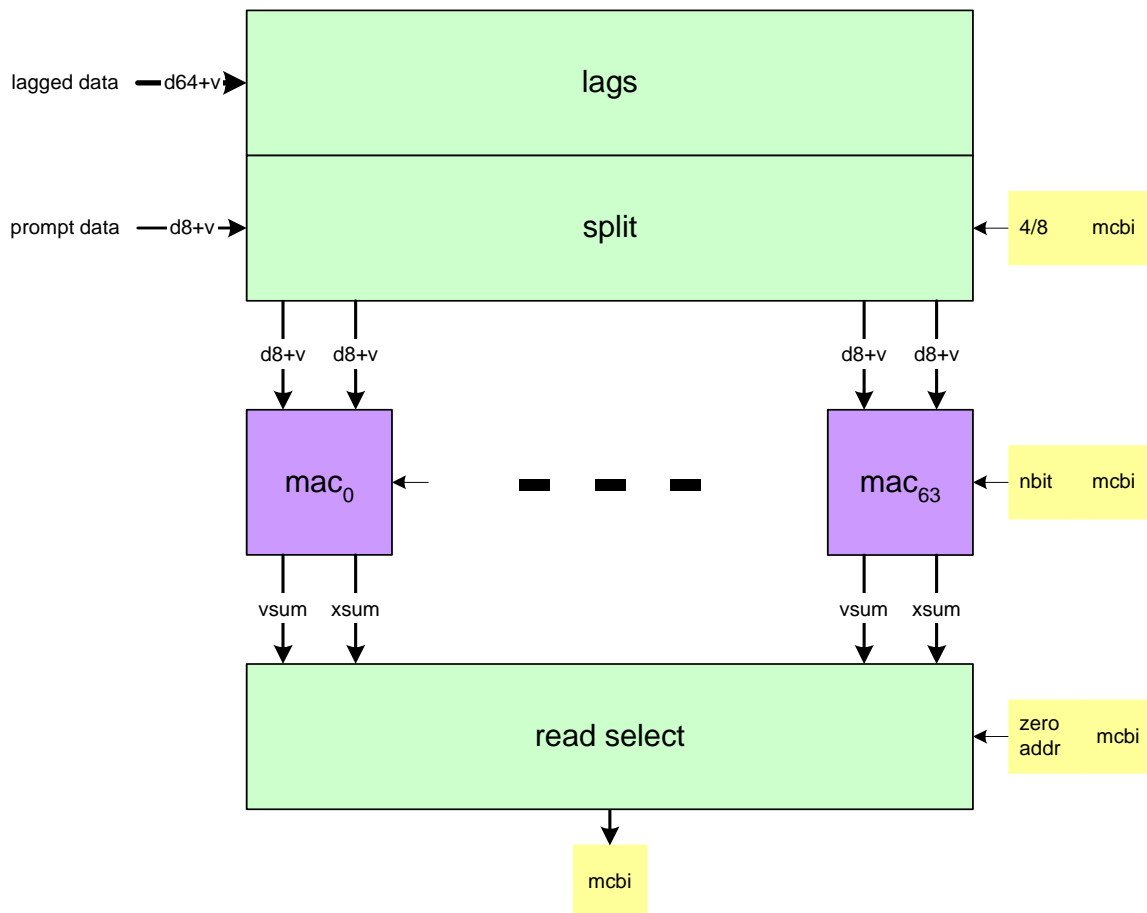 lags
lagged data d64+v
prompt data d8+v
split
4/8 mcbi
d8+v d8+v d8+v d8+v
mac0
mac63
nbit mcbi
vsum xsum vsum xsum
read select
zero
addr mcbi
mcbi